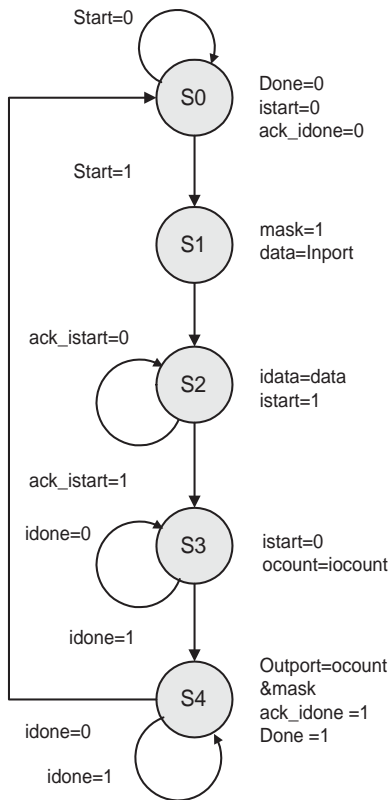 Start=0
S0
Done=0
istart=0
ack_idone=0
Start=1
S1
mask=1
data=Inport
ack_istart=0
S2
idata=data
istart=1
ack_istart=1
idone=0
S3
istart=0
ocount=iocount
idone=1
S4
Outport=ocount
&mask
ack_idone =1
Done =1
idone=0
idone=1